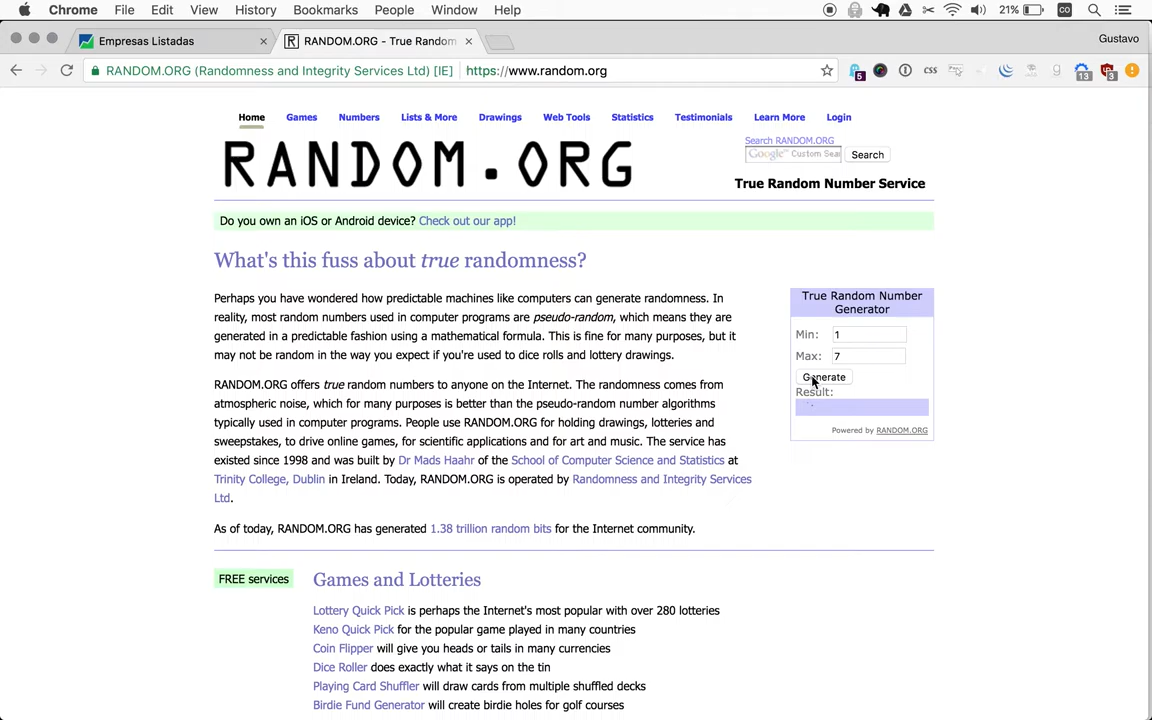 Chrome File Edit View History Bookmarks People Window Help 21%
Empresas Listadas
RANDOM.ORG - True Random
Gustavo
RANDOM.ORG (Randomness and Integrity Services Ltd) [IE] https://www.random.org
5 css 13 3
Home Games Numbers Lists & More Drawings Web Tools Statistics Testimonials Learn More Login
RANDOM.ORG
Search RANDOM.ORG
Google Custom Sear
Search
True Random Number Service
Do you own an iOS or Android device? Check out our app!
What's this fuss about true randomness?
Perhaps you have wondered how predictable machines like computers can generate randomness. In
reality, most random numbers used in computer programs are pseudo-random, which means they are
generated in a predictable fashion using a mathematical formula. This is fine for many purposes, but it
may not be random in the way you expect if you're used to dice rolls and lottery drawings.
RANDOM.ORG offers true random numbers to anyone on the Internet. The randomness comes from
atmospheric noise, which for many purposes is better than the pseudo-random number algorithms
typically used in computer programs. People use RANDOM.ORG for holding drawings, lotteries and
sweepstakes, to drive online games, for scientific applications and for art and music. The service has
existed since 1998 and was built by Dr Mads Haahr of the School of Computer Science and Statistics at
Trinity College, Dublin in Ireland. Today, RANDOM.ORG is operated by Randomness and Integrity Services
Ltd.
As of today, RANDOM.ORG has generated 1.38 trillion random bits for the Internet community.
True Random Number
Generator
Min: 1
Max: 7
Generate
Result:
Powered by RANDOM.ORG
FREE services
Games and Lotteries
Lottery Quick Pick is perhaps the Internet's most popular with over 280 lotteries
Keno Quick Pick for the popular game played in many countries
Coin Flipper will give you heads or tails in many currencies
Dice Roller does exactly what it says on the tin
Playing Card Shuffler will draw cards from multiple shuffled decks
Birdie Fund Generator will create birdie holes for golf courses